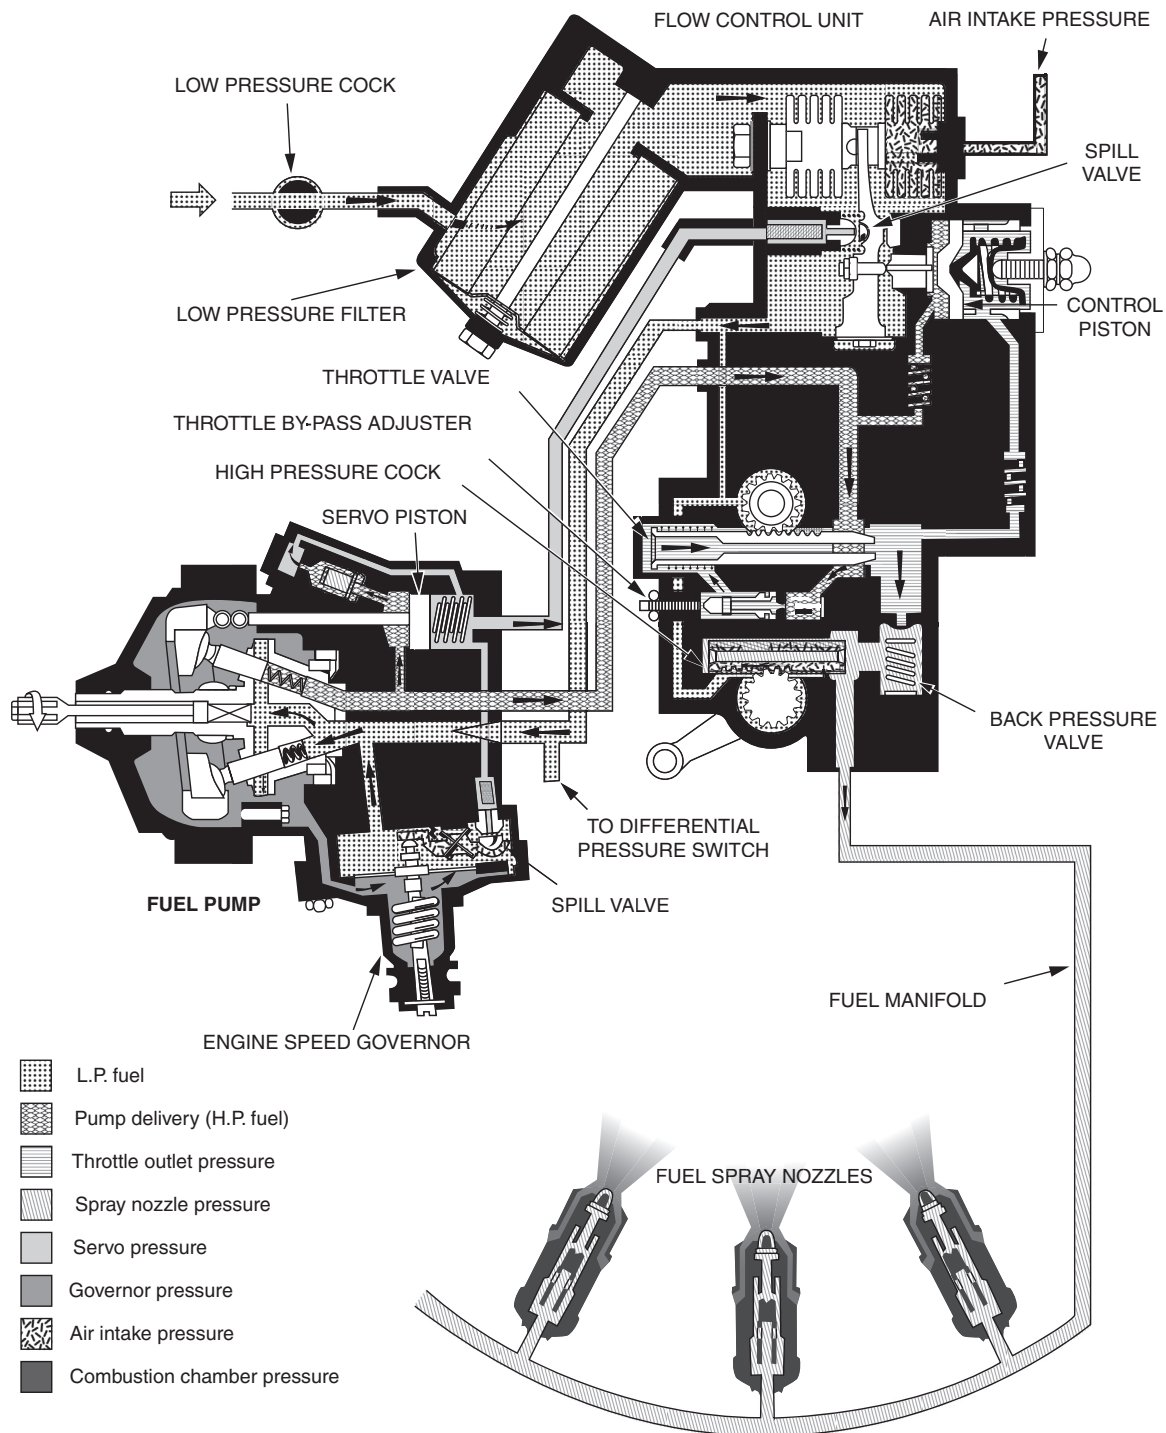 FLOW CONTROL UNIT
AIR INTAKE PRESSURE
LOW PRESSURE COCK
SPILL
VALVE
LOW PRESSURE FILTER
CONTROL
PISTON
THROTTLE VALVE
THROTTLE BY-PASS ADJUSTER
HIGH PRESSURE COCK
SERVO PISTON
BACK PRESSURE
VALVE
TO DIFFERENTIAL
PRESSURE SWITCH
FUEL PUMP
SPILL VALVE
FUEL MANIFOLD
ENGINE SPEED GOVERNOR
L.P. fuel
Pump delivery (H.P. fuel)
Throttle outlet pressure
Spray nozzle pressure
Servo pressure
Governor pressure
Air intake pressure
Combustion chamber pressure
FUEL SPRAY NOZZLES